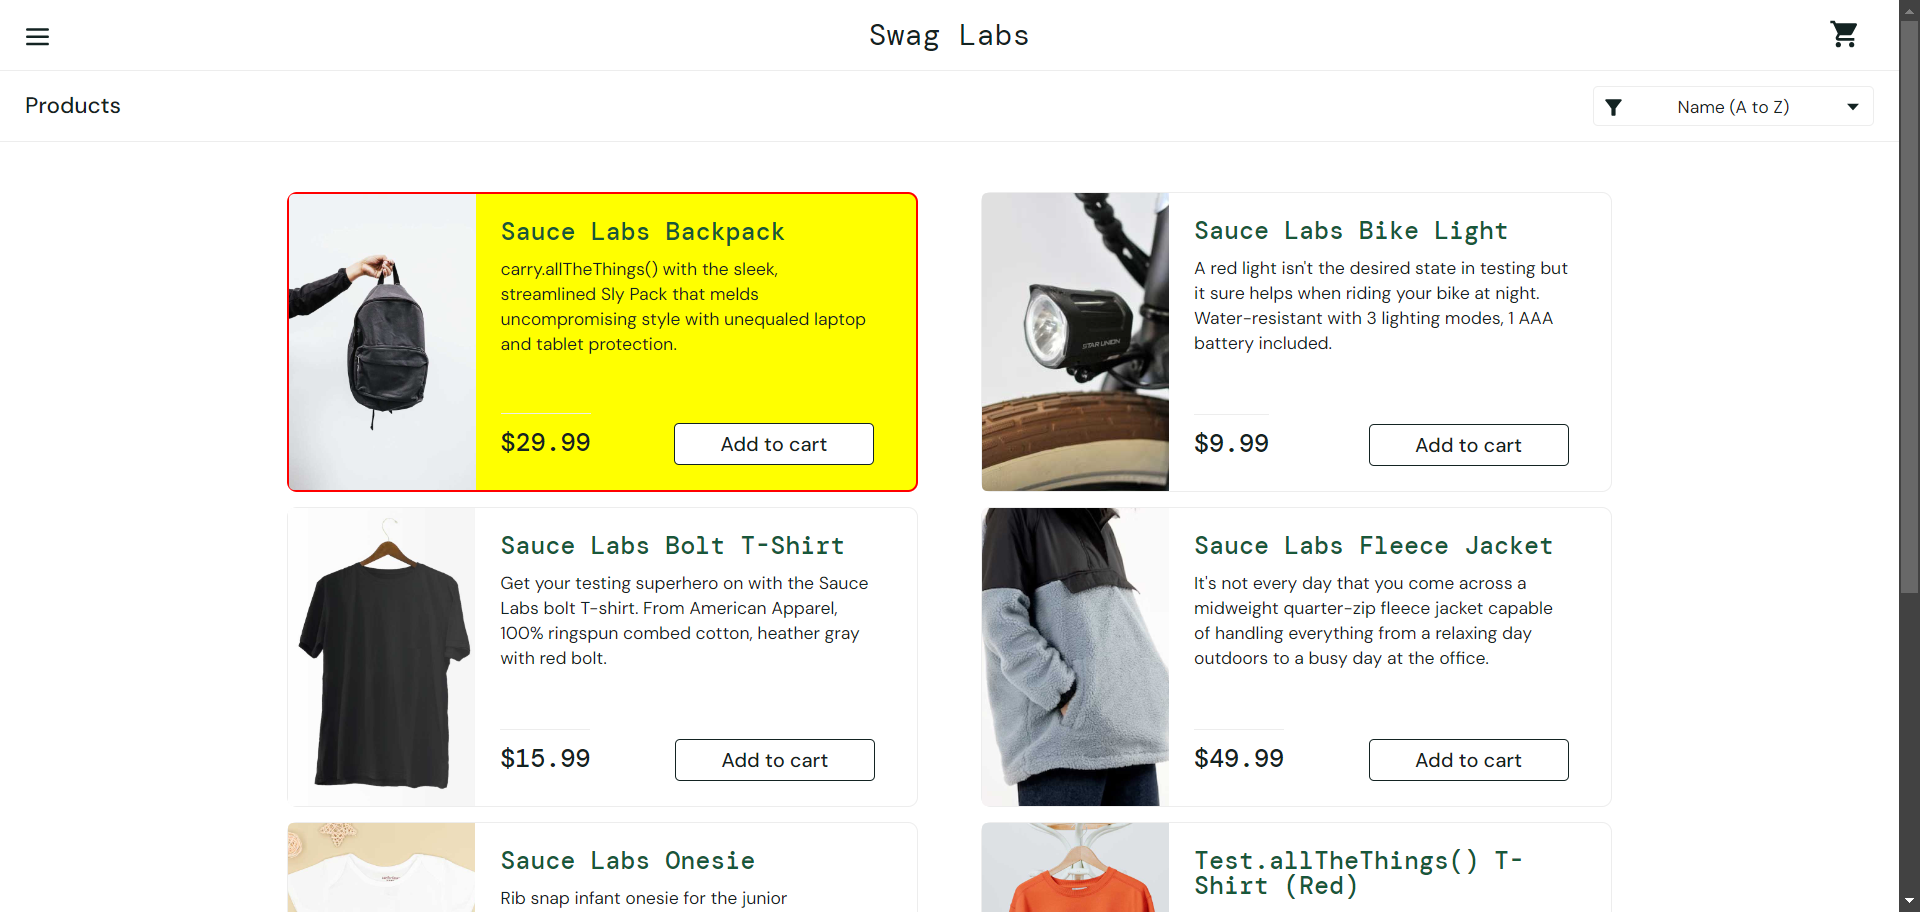 Swag Labs
Products
Name (A to Z)
Sauce Labs Backpack
carry.allTheThings() with the sleek,
streamlined Sly Pack that melds
uncompromising style with unequaled laptop
and tablet protection.
$29.99
Add to cart
Sauce Labs Bike Light
A red light isn't the desired state in testing but
it sure helps when riding your bike at night.
Water-resistant with 3 lighting modes, 1 AAA
battery included.
$9.99
Add to cart
STAR UNION
Sauce Labs Bolt T-Shirt
Get your testing superhero on with the Sauce
Labs bolt T-shirt. From American Apparel,
100% ringspun combed cotton, heather gray
with red bolt.
$15.99
Add to cart
Sauce Labs Fleece Jacket
It's not every day that you come across a
midweight quarter-zip fleece jacket capable
of handling everything from a relaxing day
outdoors to a busy day at the office.
$49.99
Add to cart
Sauce Labs Onesie
Rib snap infant onesie for the junior
Test.allTheThings() T-
Shirt (Red)